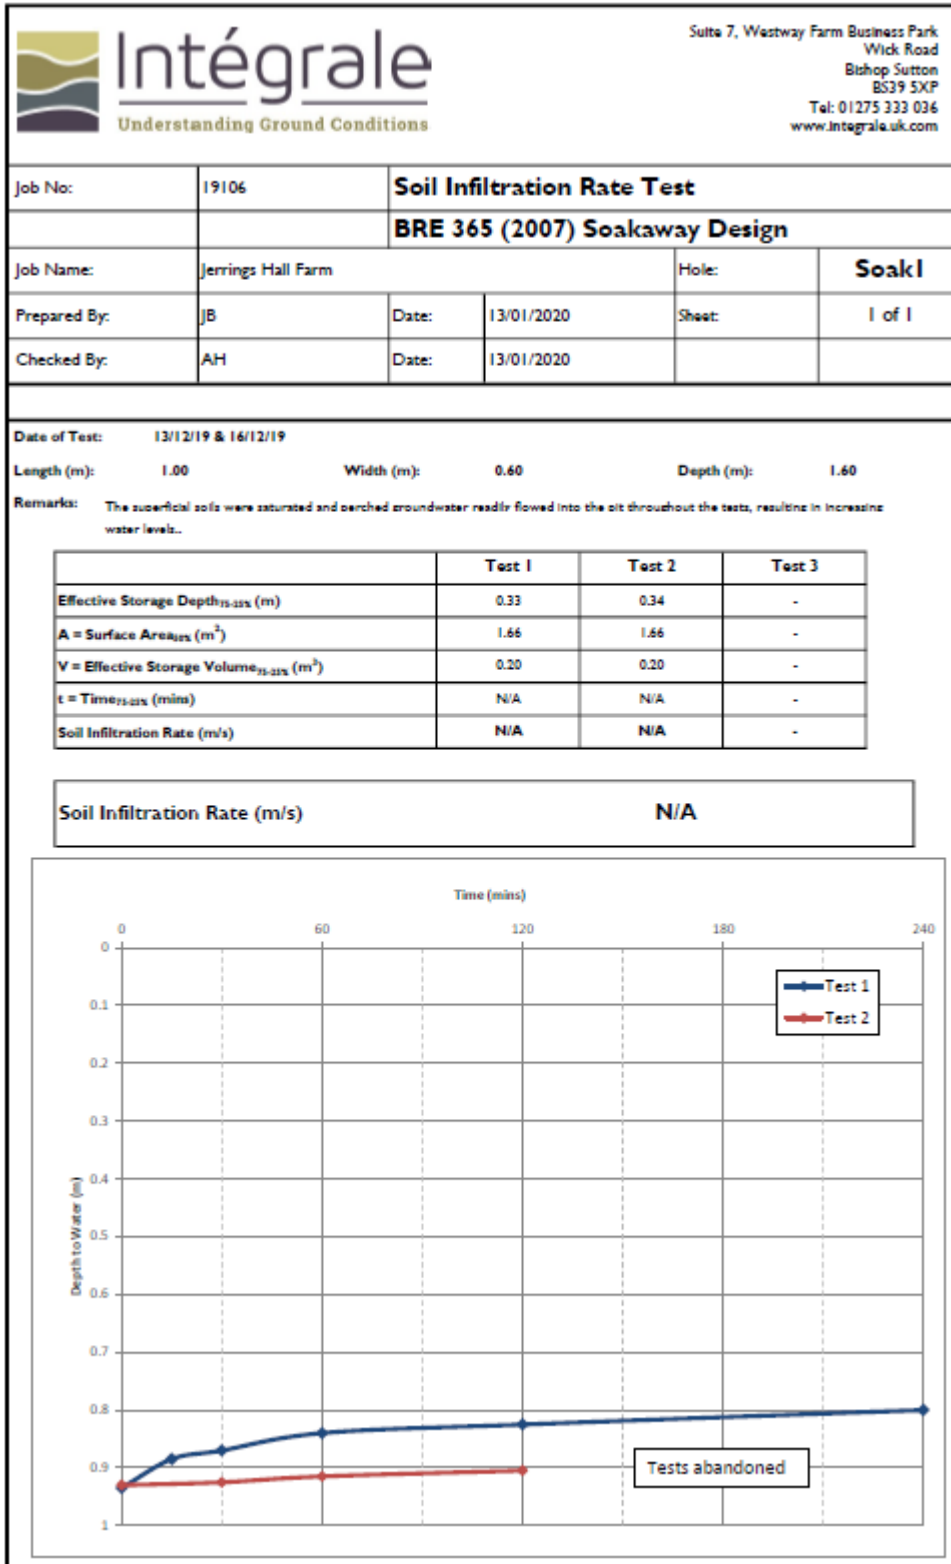 Intégrale
Understanding Ground Conditions
Suite 7, Westway Farm Business Park
Wick Road
Bishop Sutton
BS39 5XP
Tel: 01275 333 036
www.integrale.uk.com
Job No: 19106 Soil Infiltration Rate Test
BRE 365 (2007) Soakaway Design
Job Name: Jerrings Hall Farm Hole: Soak1
Prepared By: JB Date: 13/01/2020 Sheet: 1 of 1
Checked By: AH Date: 13/01/2020
Date of Test: 13/12/19 & 16/12/19
Length (m): 1.00 Width (m): 0.60 Depth (m): 1.60
Remarks: The superficial soils were saturated and perched groundwater readily flowed into the pit throughout the tests, resulting in increasing
water levels..
Test 1 Test 2 Test 3
Effective Storage Depth75-25% (m) 0.33 0.34 -
A = Surface Area50% (m²) 1.66 1.66 -
V = Effective Storage Volume75-25% (m³) 0.20 0.20 -
t = Time75-25% (mins) N/A N/A -
Soil Infiltration Rate (m/s) N/A N/A -
Soil Infiltration Rate (m/s) N/A
Time (mins)
0 60 120 180 240
0
0.1
0.2
0.3
0.4
0.5
0.6
0.7
0.8
0.9
1
Depth to Water (m)
Test 1
Test 2
Tests abandoned